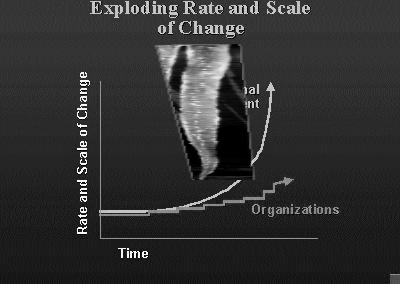 Exploding Rate and Scale
of Change
Rate and Scale of Change
Organizations
Time